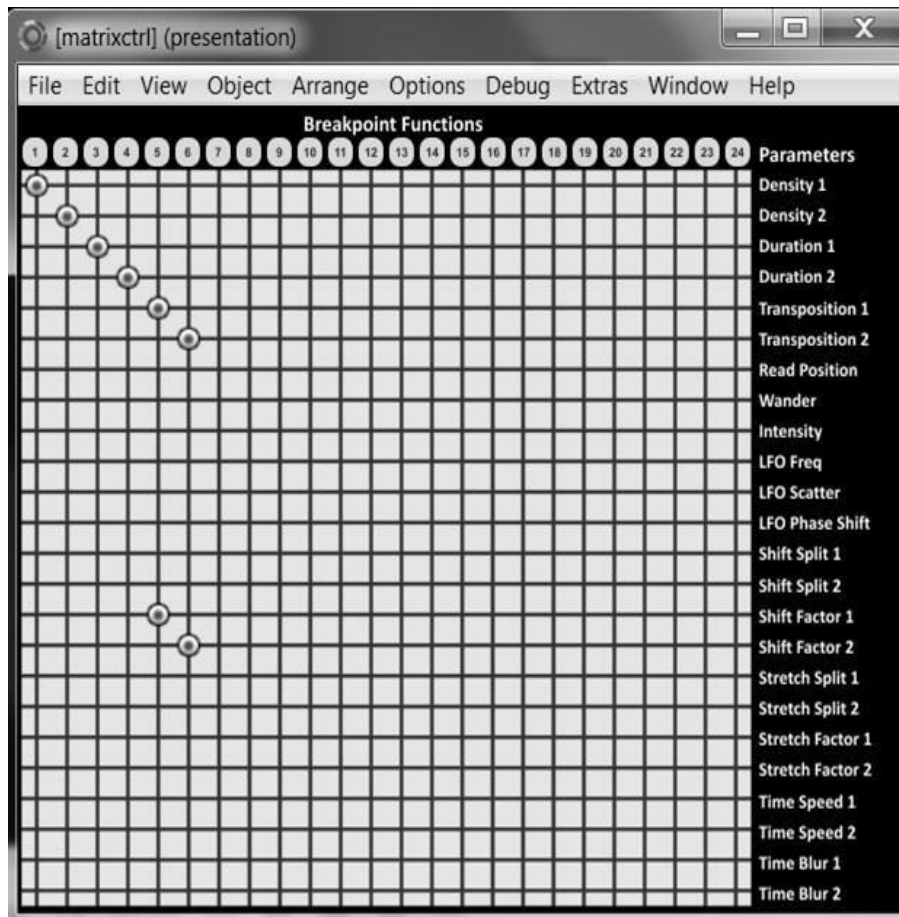 [matrixctrl] (presentation)
File Edit View Object Arrange Options Debug Extras Window Help
Breakpoint Functions
1 2 3 4 5 6 7 8 9 10 11 12 13 14 15 16 17 18 19 20 21 22 23 24 Parameters
Density 1
Density 2
Duration 1
Duration 2
Transposition 1
Transposition 2
Read Position
Wander
Intensity
LFO Freq
LFO Scatter
LFO Phase Shift
Shift Split 1
Shift Split 2
Shift Factor 1
Shift Factor 2
Stretch Split 1
Stretch Split 2
Stretch Factor 1
Stretch Factor 2
Time Speed 1
Time Speed 2
Time Blur 1
Time Blur 2